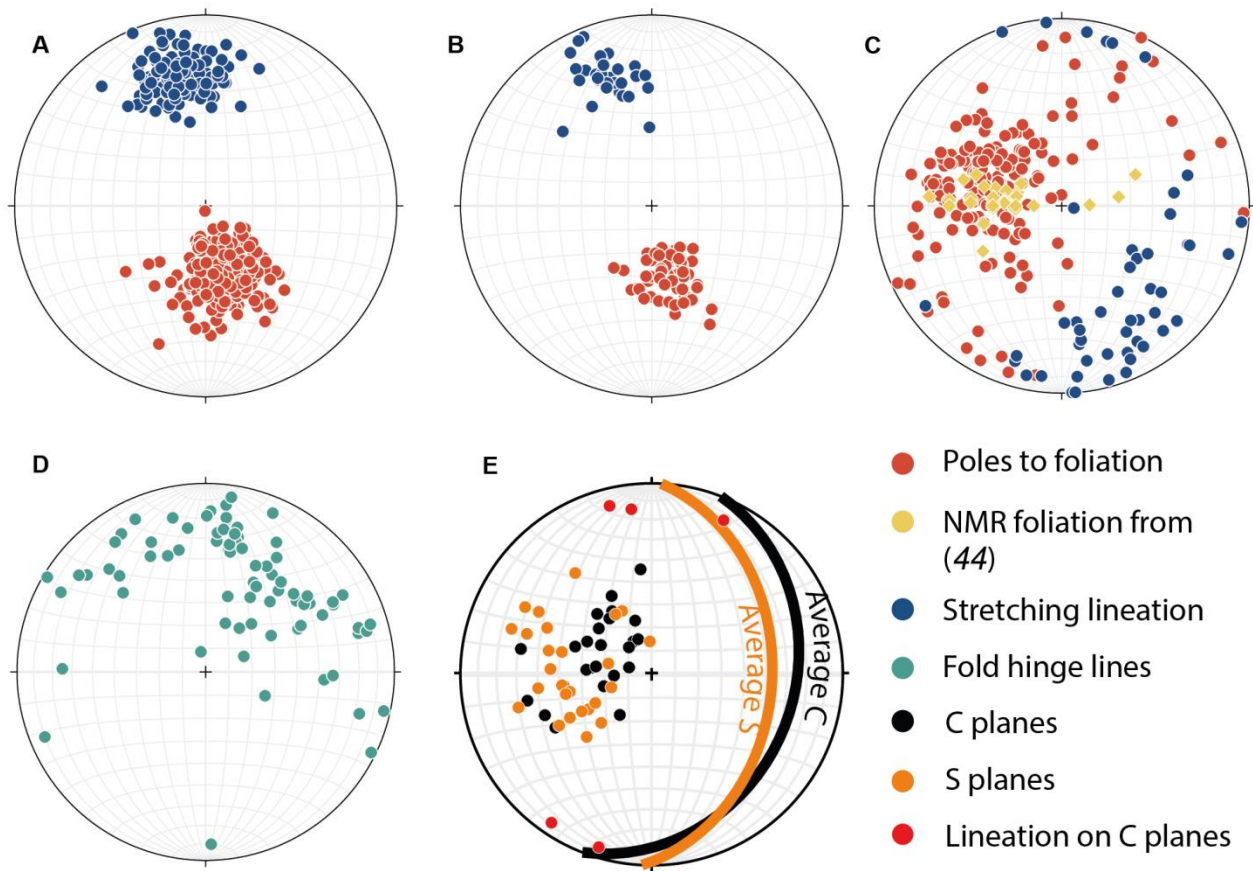 A
B
C
D
E
Average S
Average C
Poles to foliation
NMR foliation from
(44)
Stretching lineation
Fold hinge lines
C planes
S planes
Lineation on C planes